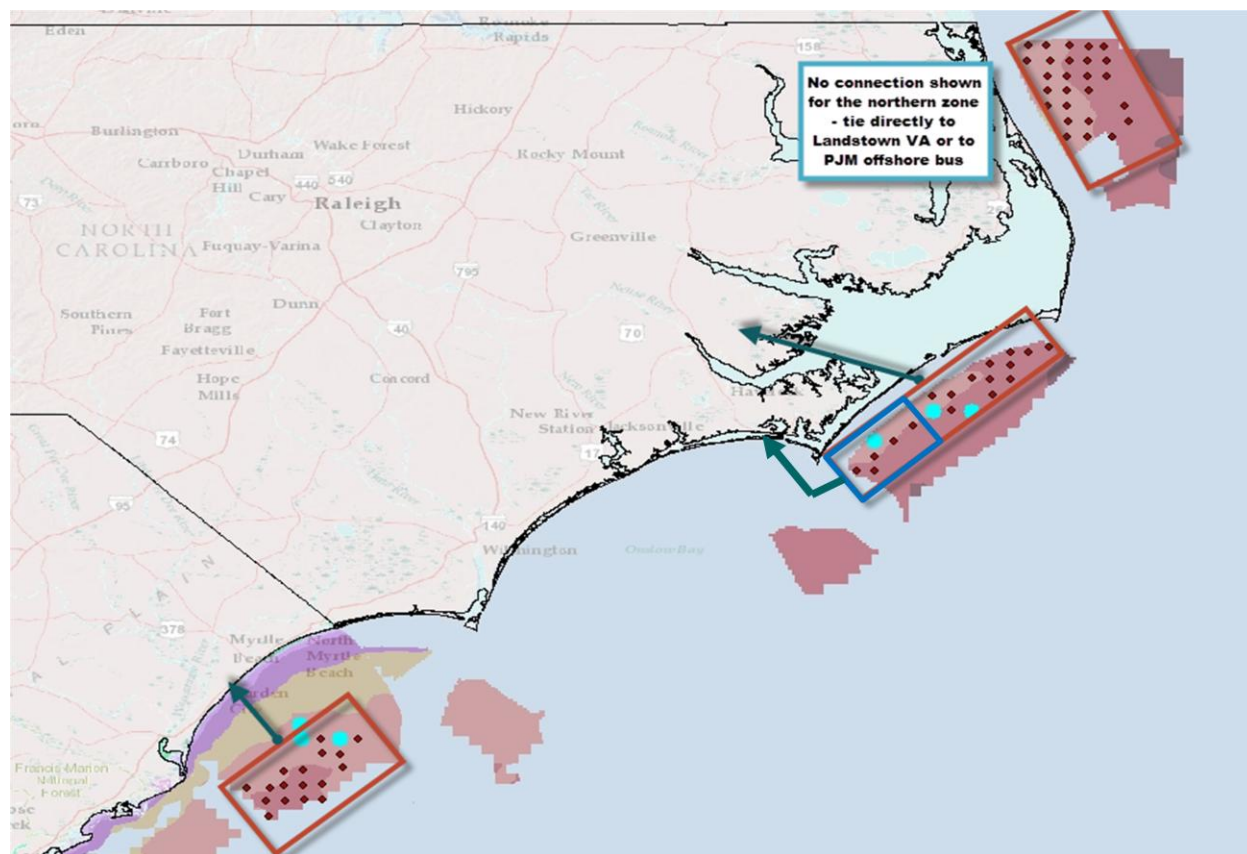 Eden
Roanoke
Rapids
158
No connection shown
for the northern zone
- tie directly to
Landstown VA or to
PJM offshore bus
Hickory
Burlington
Wake Forest
Durham
Carrboro
Chapel
Hill
Rocky Mount
440
540
Cary
Raleigh
Clayton
73
NORTH
CAROLINA
Fuquay-Varina
Greenville
795
Dunn
Southern
Pines
Fort
Bragg
40
70
Fayetteville
Hope
Mills
Concord
New River
Station
Jacksonville
17
74
95
140
Wilmington
Onslow Bay
PLAIN
378
Myrtle
Beach
North
Myrtle
Beach
Francis Marion
National
Forest